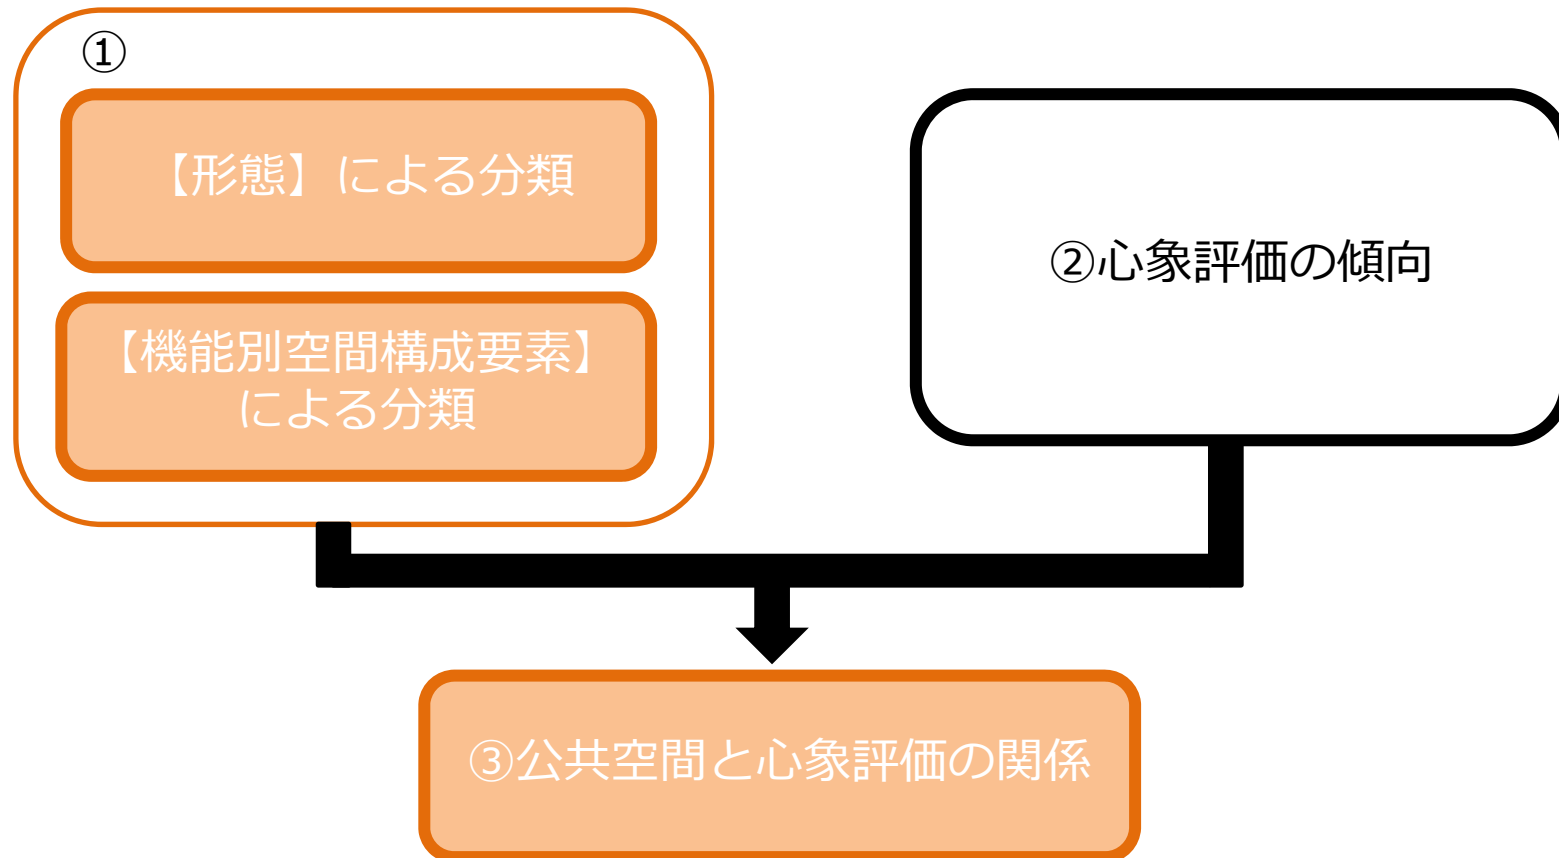 ①
【形態】による分類
【機能別空間構成要素】
による分類
②心象評価の傾向
③公共空間と心象評価の関係